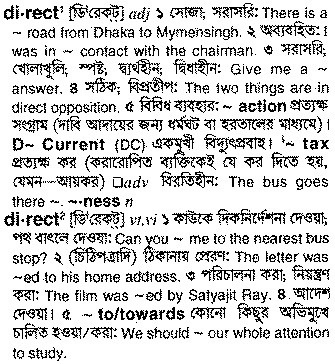 di·rect¹ [ডিʹরেক্‌ট্] adj ১ সোজা; সরাসরি: There is a
~ road from Dhaka to Mymensingh. ২ অব্যবহিত: I
was in ~ contact with the chairman. ৩ সরাসরি;
খোলাখুলি; স্পষ্ট; দ্ব্যর্থহীন; দ্বিধাহীন: Give me a ~
answer. ৪ সঠিক; বিপ্রতীপ: The two things are in
direct opposition. ৫ বিবিধ ব্যবহার: ~ action প্রত্যক্ষ
সংগ্রাম (দাবি আদায়ের জন্য ধর্মঘট বা হরতালের মাধ্যমে)।
D~ Current (DC) একমুখী বিদ্যুৎপ্রবাহ। ~ tax
প্রত্যক্ষ কর (করারোপিত ব্যক্তিকেই যে কর দিতে হয়,
যেমন—আয়কর) □adv বিরতিহীন: The bus goes
there ~. ~·ness n
di·rect² [ডিʹরেক্‌ট্] vt,vi ১ কাউকে দিকনির্দেশনা দেওয়া;
পথ বাৎলে দেওয়া: Can you ~ me to the nearest bus
stop? ২ (চিঠিপত্রাদি) ঠিকানায় প্রেরণ: The letter was
~ed to his home address. ৩ পরিচালনা করা; নিয়ন্ত্রণ
করা: The film was ~ed by Satyajit Ray. ৪ আদেশ
দেওয়া। ৫ ~ to/towards কোনো কিছুর অভিমুখে
চালিত হওয়া/করা: We should ~ our whole attention
to study.